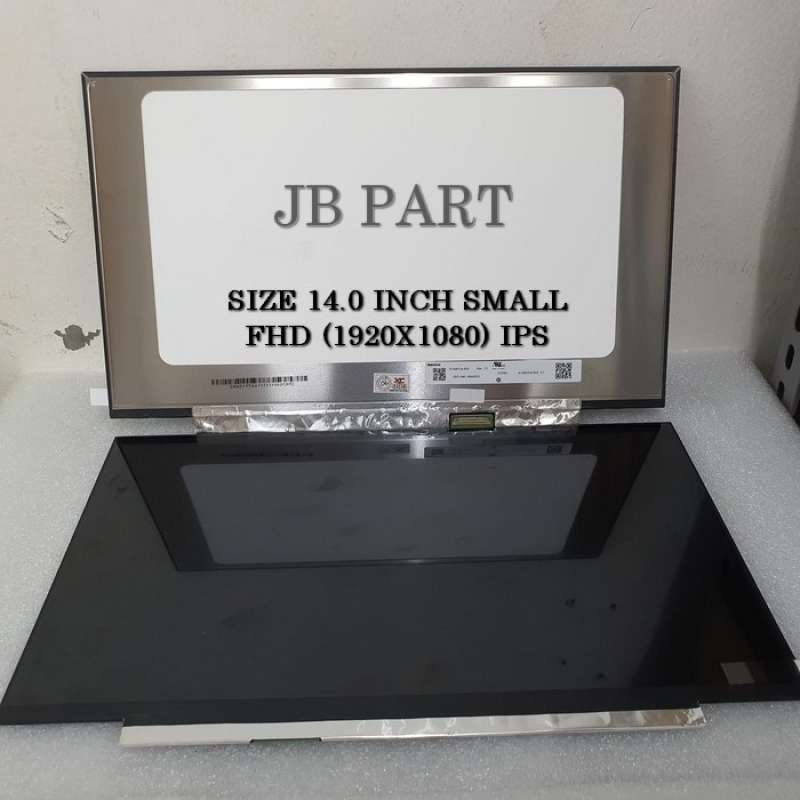 JB PART
SIZE 14.0 INCH SMALL
FHD (1920X1080) IPS